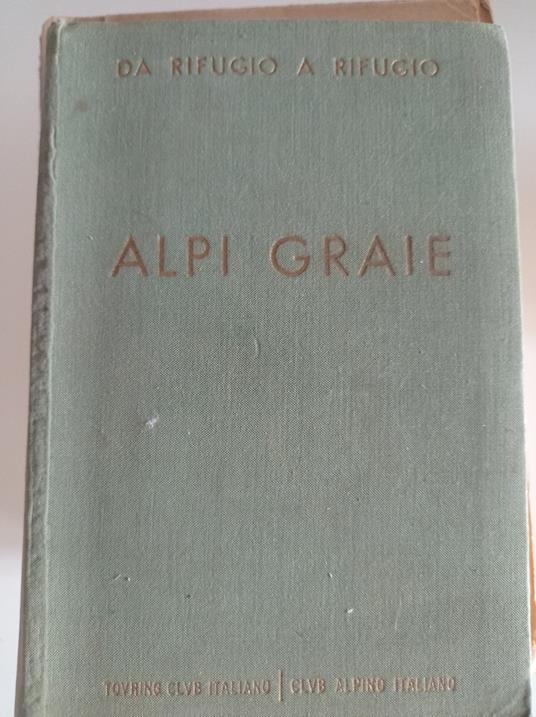 DA RIFUGIO A RIFUGIO
ALPI GRAIE
TOVRING CLVB ITALIANO | CLVB ALPINO ITALIANO